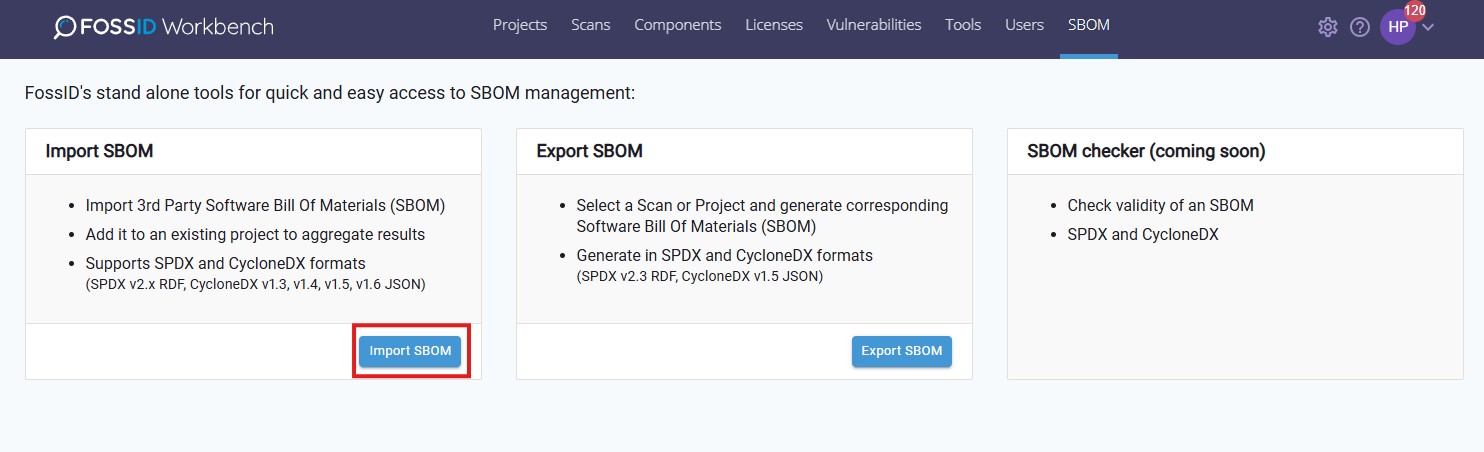 FOSSID Workbench
Projects Scans Components Licenses Vulnerabilities Tools Users SBOM
HP
120
FossID's stand alone tools for quick and easy access to SBOM management:
Import SBOM
• Import 3rd Party Software Bill Of Materials (SBOM)
• Add it to an existing project to aggregate results
• Supports SPDX and CycloneDX formats
(SPDX v2.x RDF, CycloneDX v1.3, v1.4, v1.5, v1.6 JSON)
Import SBOM
Export SBOM
• Select a Scan or Project and generate corresponding
Software Bill Of Materials (SBOM)
• Generate in SPDX and CycloneDX formats
(SPDX v2.3 RDF, CycloneDX v1.5 JSON)
Export SBOM
SBOM checker (coming soon)
• Check validity of an SBOM
• SPDX and CycloneDX